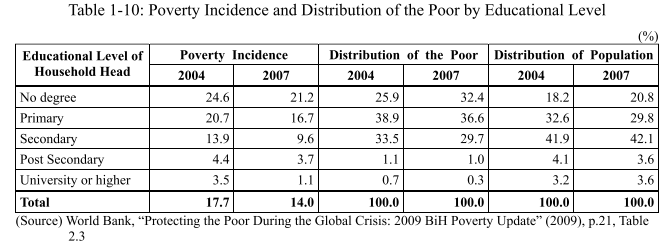 Table 1-10: Poverty Incidence and Distribution of the Poor by Educational Level
(%)
Educational Level of Household Head Poverty Incidence Distribution of the Poor Distribution of Population
2004 2007 2004 2007 2004 2007
No degree 24.6 21.2 25.9 32.4 18.2 20.8
Primary 20.7 16.7 38.9 36.6 32.6 29.8
Secondary 13.9 9.6 33.5 29.7 41.9 42.1
Post Secondary 4.4 3.7 1.1 1.0 4.1 3.6
University or higher 3.5 1.1 0.7 0.3 3.2 3.6
Total 17.7 14.0 100.0 100.0 100.0 100.0
(Source) World Bank, “Protecting the Poor During the Global Crisis: 2009 BiH Poverty Update” (2009), p.21, Table
2.3